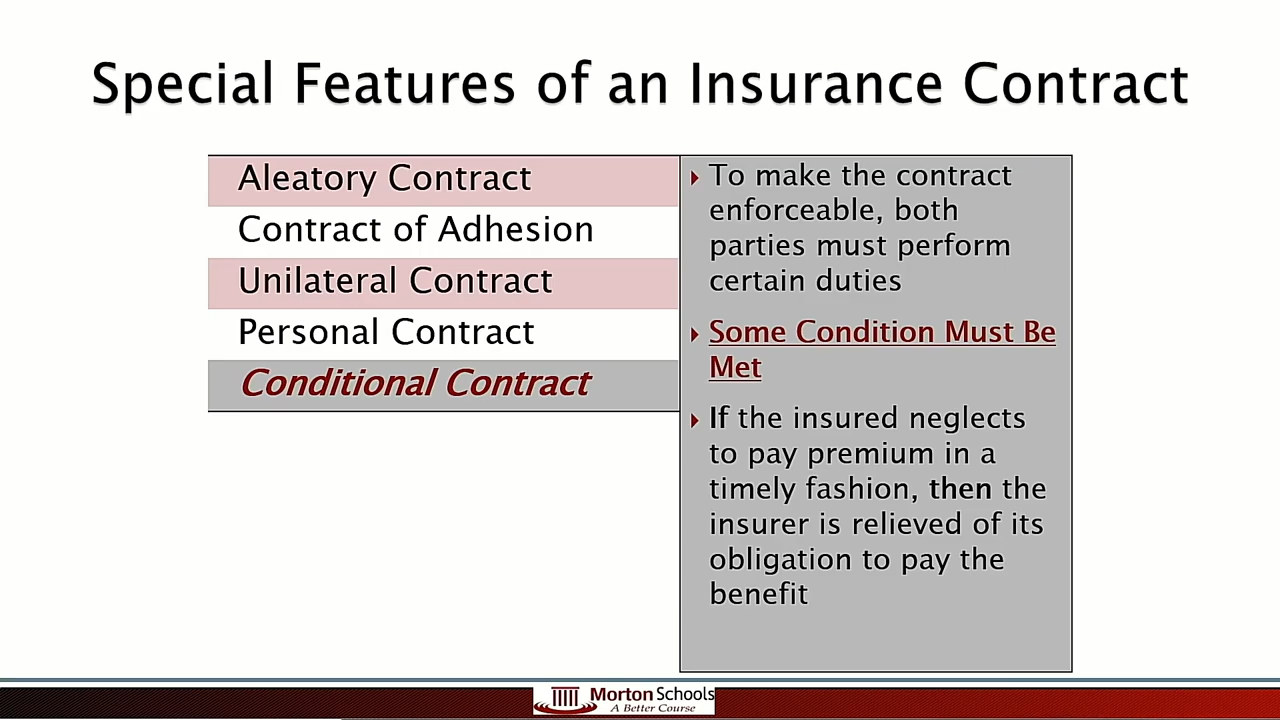 Special Features of an Insurance Contract
Aleatory Contract
Contract of Adhesion
Unilateral Contract
Personal Contract
Conditional Contract
To make the contract
enforceable, both
parties must perform
certain duties
Some Condition Must Be
Met
If the insured neglects
to pay premium in a
timely fashion, then the
insurer is relieved of its
obligation to pay the
benefit
Morton Schools
A Better Course